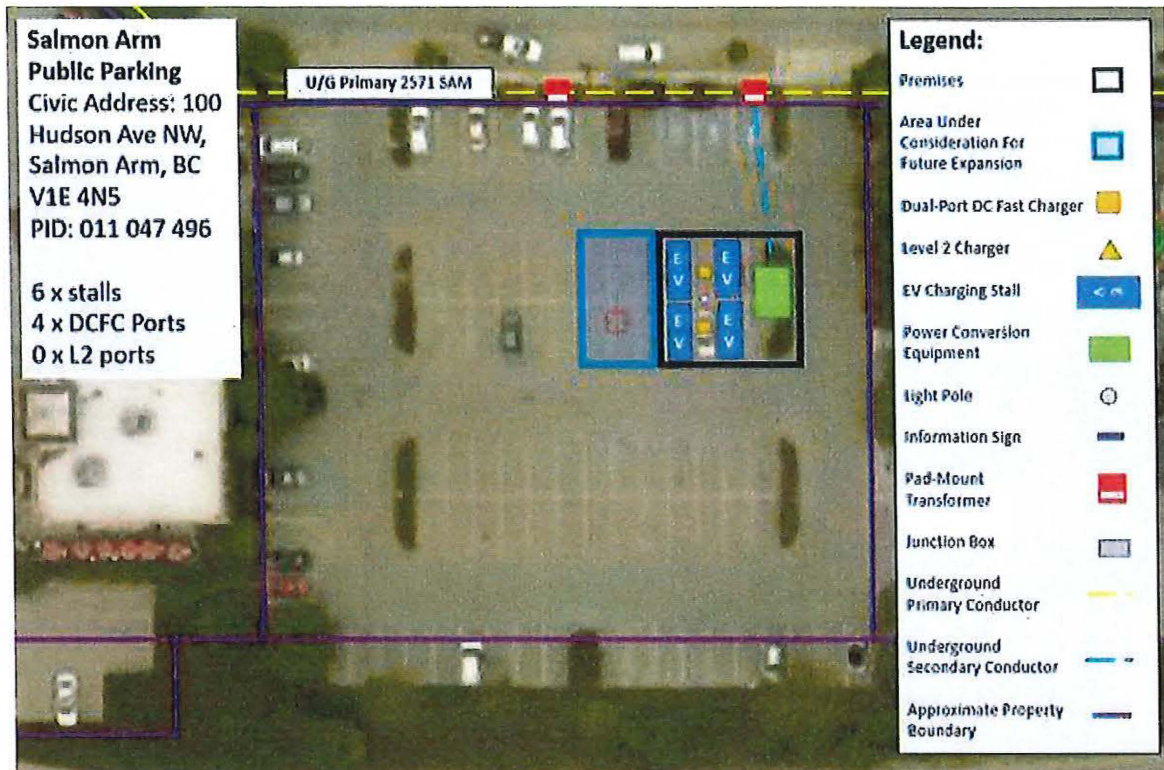 Salmon Arm
Public Parking
Civic Address: 100
Hudson Ave NW,
Salmon Arm, BC
V1E 4N5
PID: 011 047 496
6 x stalls
4 x DCFC Ports
0 x L2 ports
U/G Primary 2571 SAM
E
V
E
V
E
V
E
V
Legend:
Premises
Area Under
Consideration For
Future Expansion
Dual-Port DC Fast Charger
Level 2 Charger
EV Charging Stall
Power Conversion
Equipment
Light Pole
Information Sign
Pad-Mount
Transformer
Junction Box
Underground
Primary Conductor
Underground
Secondary Conductor
Approximate Property
Boundary